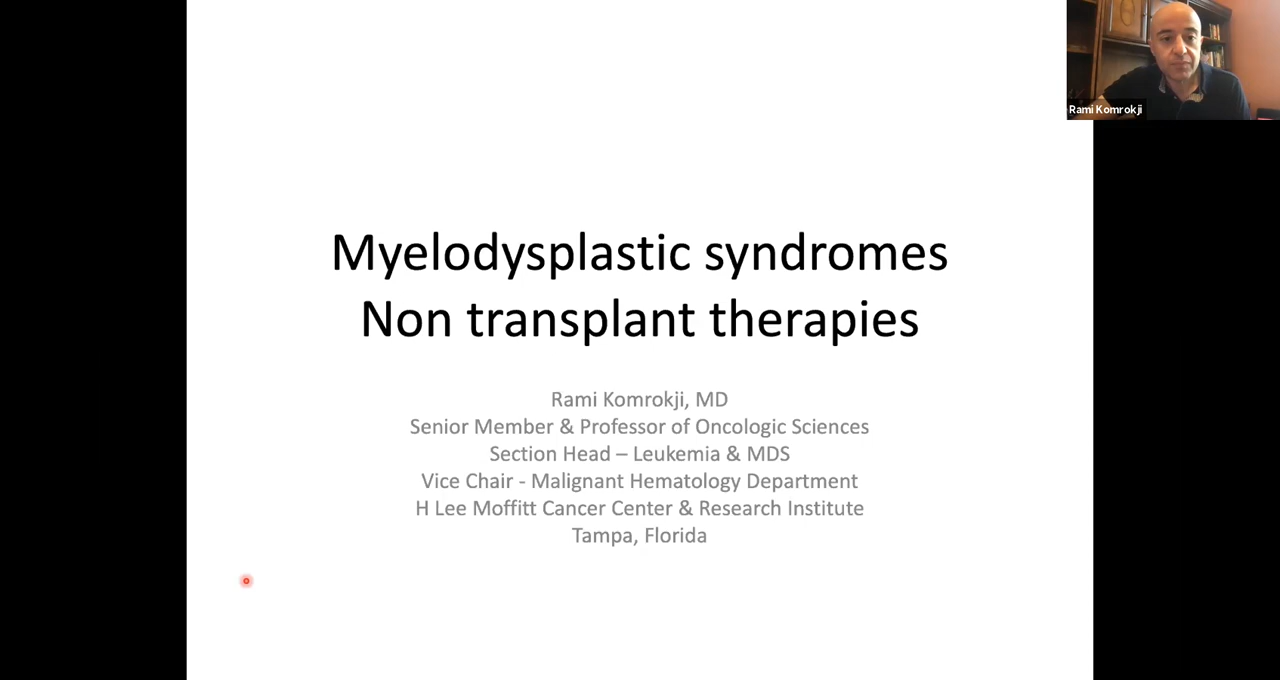 Rami Komrokji
Myelodysplastic syndromes
Non transplant therapies
Rami Komrokji, MD
Senior Member & Professor of Oncologic Sciences
Section Head – Leukemia & MDS
Vice Chair - Malignant Hematology Department
H Lee Moffitt Cancer Center & Research Institute
Tampa, Florida